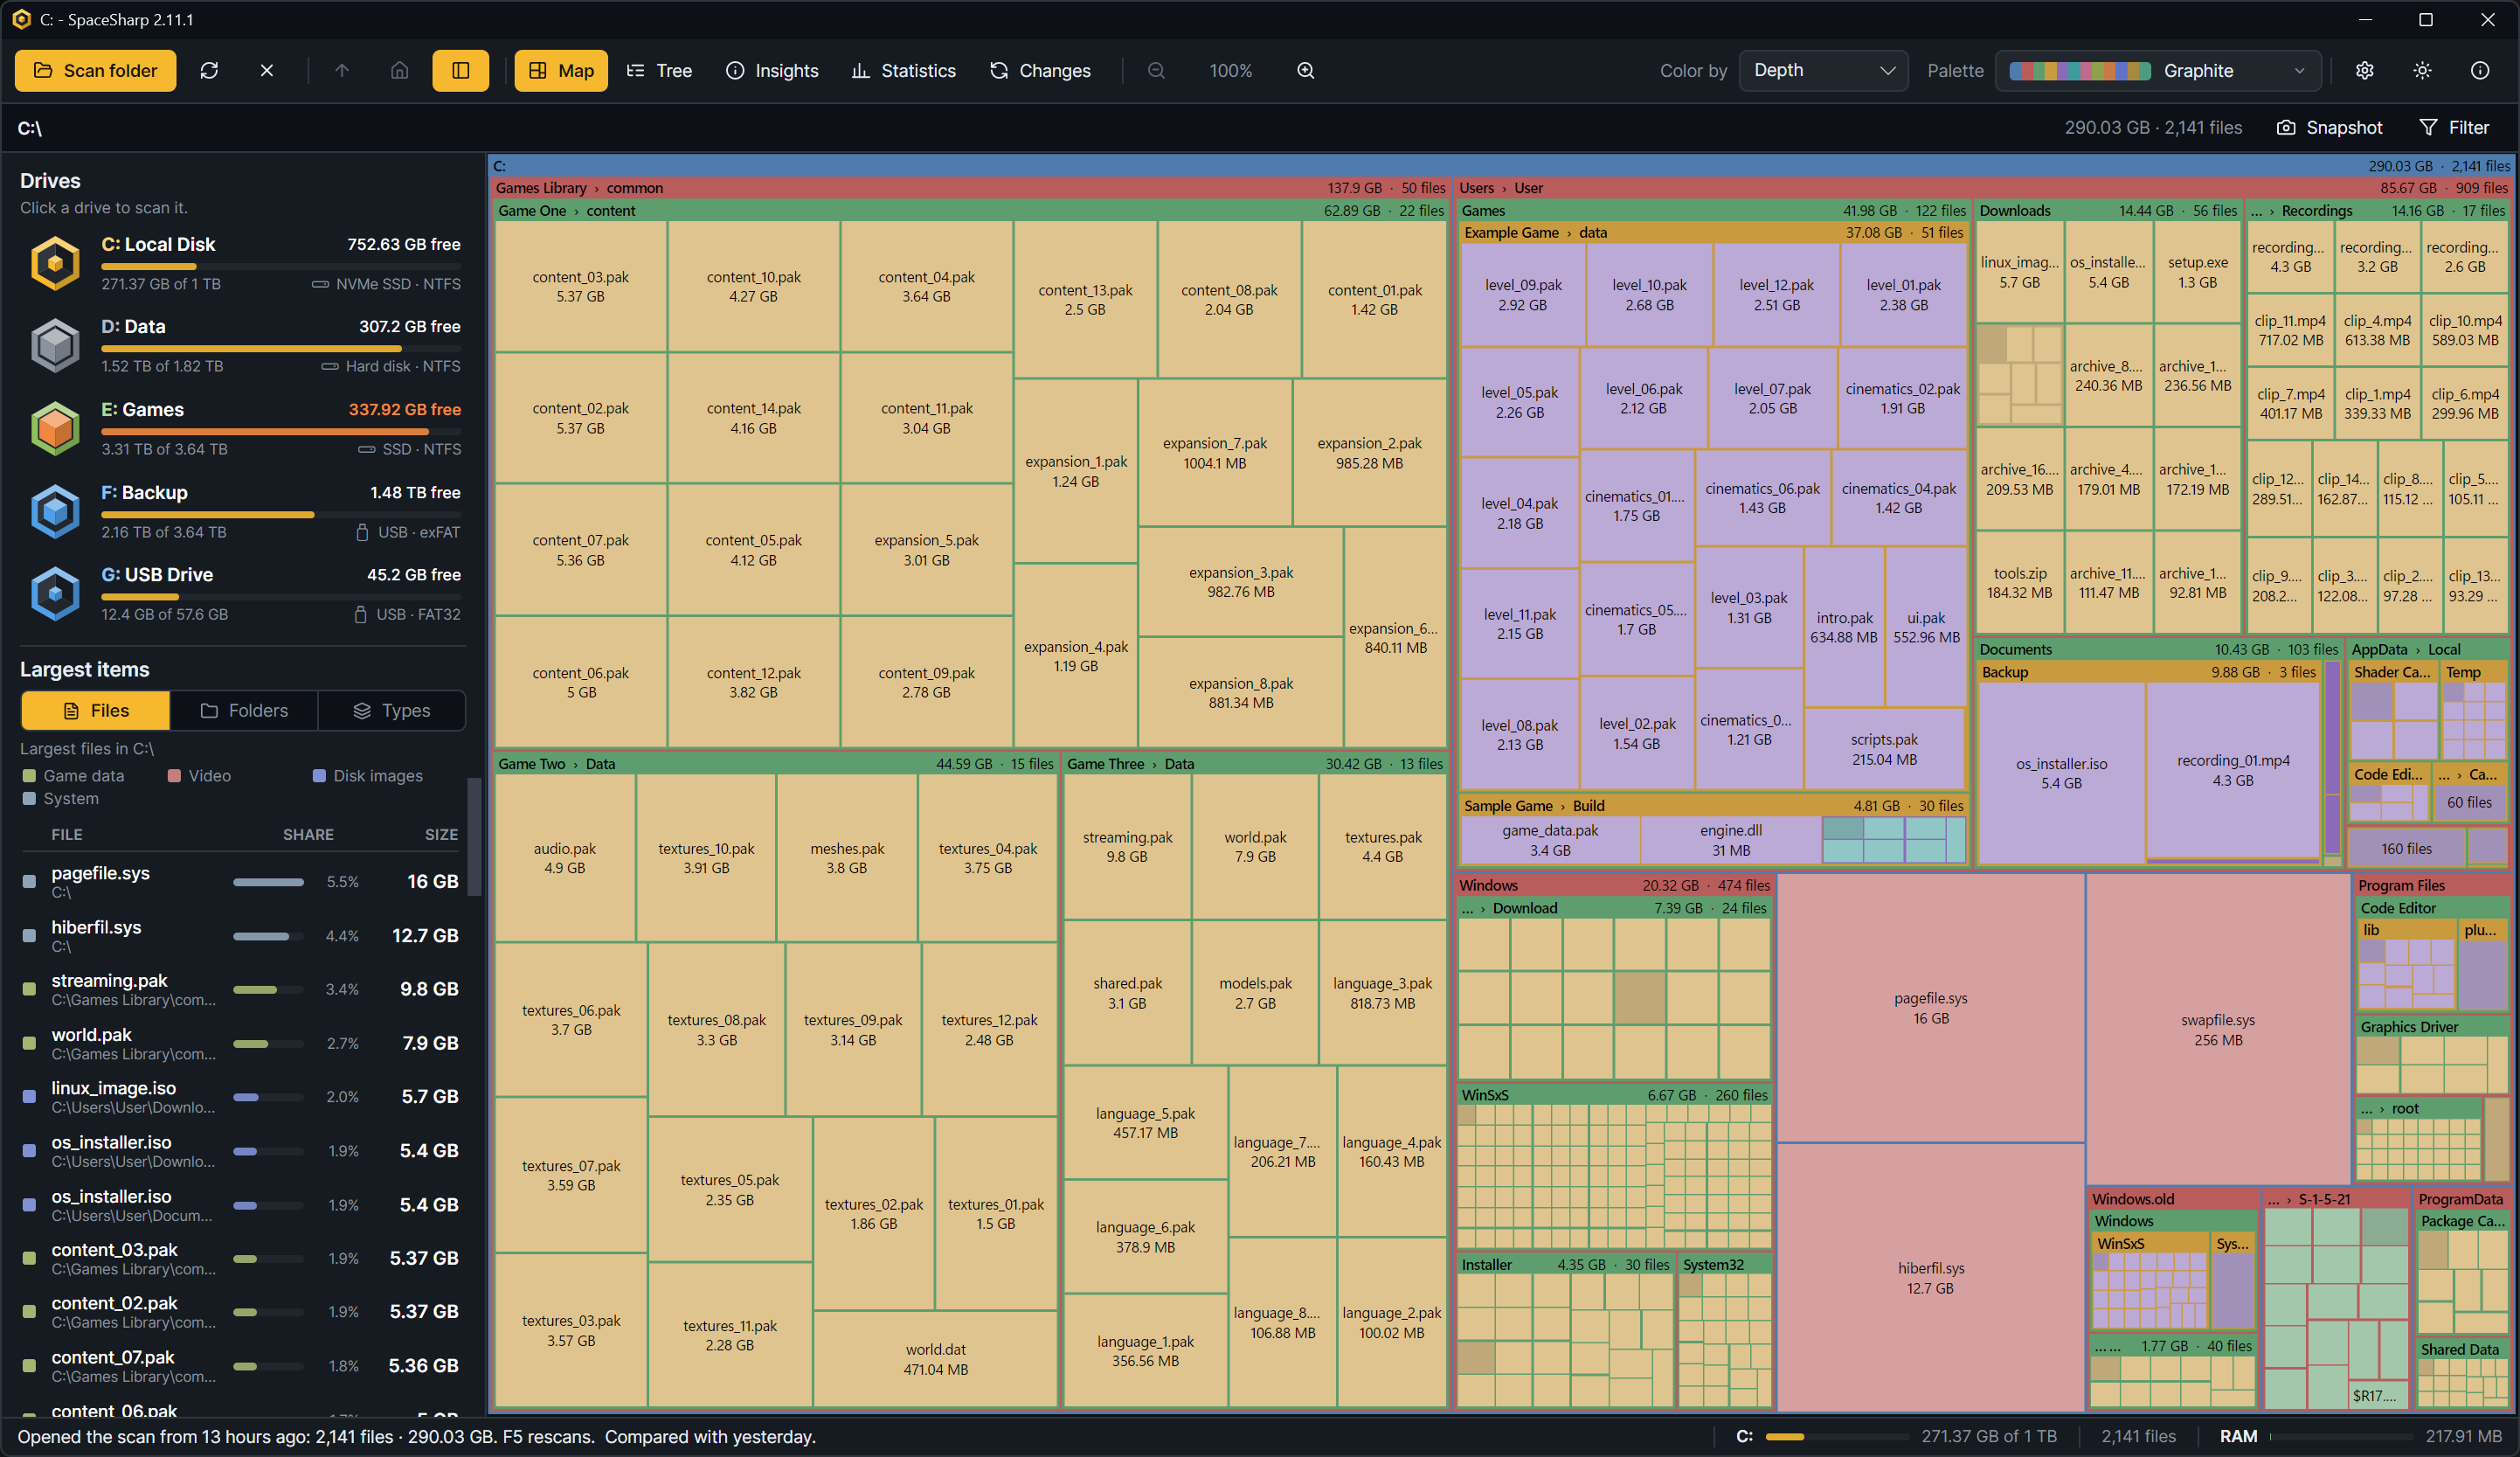 C: - SpaceSharp 2.11.1
Scan folder
Map
Tree
Insights
Statistics
Changes
100%
Color by
Depth
Palette
Graphite
C:\
290.03 GB · 2,141 files
Snapshot
Filter
Drives
Click a drive to scan it.
C: Local Disk
752.63 GB free
271.37 GB of 1 TB
NVMe SSD · NTFS
D: Data
307.2 GB free
1.52 TB of 1.82 TB
Hard disk · NTFS
E: Games
337.92 GB free
3.31 TB of 3.64 TB
SSD · NTFS
F: Backup
1.48 TB free
2.16 TB of 3.64 TB
USB · exFAT
G: USB Drive
45.2 GB free
12.4 GB of 57.6 GB
USB · FAT32
Largest items
Files
Folders
Types
Largest files in C:\
Game data
Video
Disk images
System
FILE SHARE SIZE
pagefile.sys
C:\
5.5%
16 GB
hiberfil.sys
C:\
4.4%
12.7 GB
streaming.pak
C:\Games Library\com...
3.4%
9.8 GB
world.pak
C:\Games Library\com...
2.7%
7.9 GB
linux_image.iso
C:\Users\User\Downlo...
2.0%
5.7 GB
os_installer.iso
C:\Users\User\Downlo...
1.9%
5.4 GB
os_installer.iso
C:\Users\User\Docum...
1.9%
5.4 GB
content_03.pak
C:\Games Library\com...
1.9%
5.37 GB
content_02.pak
C:\Games Library\com...
1.9%
5.37 GB
content_07.pak
C:\Games Library\com...
1.8%
5.36 GB
content_06.pak
C:
290.03 GB · 2,141 files
Games Library › common
137.9 GB · 50 files
Game One › content
62.89 GB · 22 files
content_03.pak
5.37 GB
content_10.pak
4.27 GB
content_04.pak
3.64 GB
content_13.pak
2.5 GB
content_08.pak
2.04 GB
content_01.pak
1.42 GB
content_02.pak
5.37 GB
content_14.pak
4.16 GB
content_11.pak
3.04 GB
expansion_1.pak
1.24 GB
expansion_7.pak
1004.1 MB
expansion_2.pak
985.28 MB
content_07.pak
5.36 GB
content_05.pak
4.12 GB
expansion_5.pak
3.01 GB
expansion_3.pak
982.76 MB
expansion_6...
840.11 MB
content_06.pak
5 GB
content_12.pak
3.82 GB
content_09.pak
2.78 GB
expansion_4.pak
1.19 GB
expansion_8.pak
881.34 MB
Game Two › Data
44.59 GB · 15 files
audio.pak
4.9 GB
textures_10.pak
3.91 GB
meshes.pak
3.8 GB
textures_04.pak
3.75 GB
textures_06.pak
3.7 GB
textures_08.pak
3.3 GB
textures_09.pak
3.14 GB
textures_12.pak
2.48 GB
textures_07.pak
3.59 GB
textures_05.pak
2.35 GB
textures_02.pak
1.86 GB
textures_01.pak
1.5 GB
textures_03.pak
3.57 GB
textures_11.pak
2.28 GB
world.dat
471.04 MB
Game Three › Data
30.42 GB · 13 files
streaming.pak
9.8 GB
world.pak
7.9 GB
textures.pak
4.4 GB
shared.pak
3.1 GB
models.pak
2.7 GB
language_3.pak
818.73 MB
language_5.pak
457.17 MB
language_7....
206.21 MB
language_4.pak
160.43 MB
language_6.pak
378.9 MB
language_1.pak
356.56 MB
language_8....
106.88 MB
language_2.pak
100.02 MB
Users › User
85.67 GB · 909 files
Games
41.98 GB · 122 files
Example Game › data
37.08 GB · 51 files
level_09.pak
2.92 GB
level_10.pak
2.68 GB
level_12.pak
2.51 GB
level_01.pak
2.38 GB
level_05.pak
2.26 GB
level_06.pak
2.12 GB
level_07.pak
2.05 GB
cinematics_02.pak
1.91 GB
level_04.pak
2.18 GB
cinematics_01....
1.75 GB
cinematics_06.pak
1.43 GB
cinematics_04.pak
1.42 GB
level_11.pak
2.15 GB
cinematics_05....
1.7 GB
level_03.pak
1.31 GB
intro.pak
634.88 MB
ui.pak
552.96 MB
level_08.pak
2.13 GB
level_02.pak
1.54 GB
cinematics_0...
1.21 GB
scripts.pak
215.04 MB
Sample Game › Build
4.81 GB · 30 files
game_data.pak
3.4 GB
engine.dll
31 MB
Downloads
14.44 GB · 56 files
linux_imag...
5.7 GB
os_installe...
5.4 GB
setup.exe
1.3 GB
archive_8....
240.36 MB
archive_1...
236.56 MB
archive_16....
209.53 MB
archive_4....
179.01 MB
archive_1...
172.19 MB
tools.zip
184.32 MB
archive_11....
111.47 MB
archive_1...
92.81 MB
... › Recordings
14.16 GB · 17 files
recording...
4.3 GB
recording...
3.2 GB
recording...
2.6 GB
clip_11.mp4
717.02 MB
clip_4.mp4
613.38 MB
clip_10.mp4
589.03 MB
clip_7.mp4
401.17 MB
clip_1.mp4
339.33 MB
clip_6.mp4
299.96 MB
clip_12...
289.51...
clip_14...
162.87...
clip_8....
115.12 ...
clip_5....
105.11 ...
clip_9....
208.2...
clip_3....
122.08...
clip_2....
97.28 ...
clip_13...
93.29 ...
Documents
10.43 GB · 103 files
Backup
9.88 GB · 3 files
os_installer.iso
5.4 GB
recording_01.mp4
4.3 GB
AppData › Local
Shader Ca...
Temp
Code Edi...
... › Ca...
60 files
160 files
Windows
20.32 GB · 474 files
... › Download
7.39 GB · 24 files
WinSxS
6.67 GB · 260 files
Installer
4.35 GB · 30 files
System32
pagefile.sys
16 GB
hiberfil.sys
12.7 GB
swapfile.sys
256 MB
Program Files
Code Editor
lib
plu...
Graphics Driver
... › root
Windows.old
Windows
WinSxS
Sys...
... ...
1.77 GB · 40 files
... › S-1-5-21
$R17....
ProgramData
Package Ca...
Shared Data
Opened the scan from 13 hours ago: 2,141 files · 290.03 GB. F5 rescans. Compared with yesterday.
C:
271.37 GB of 1 TB
2,141 files
RAM
217.91 MB